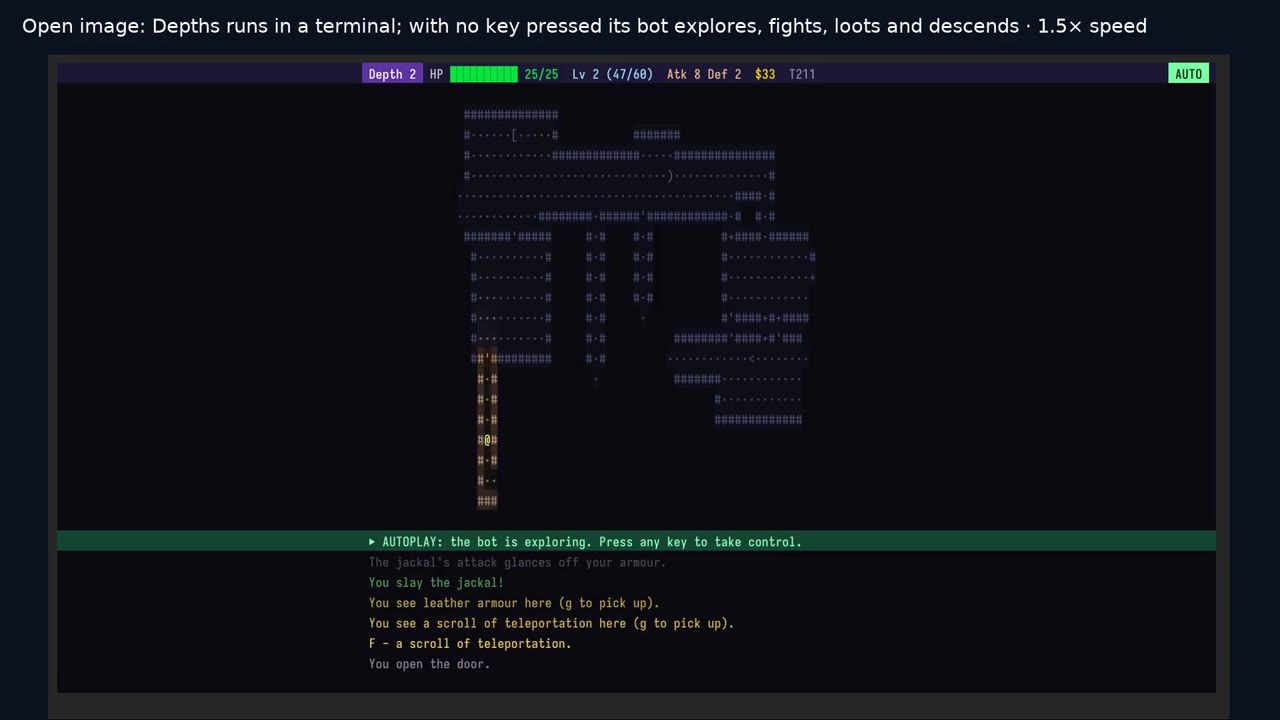 Open image: Depths runs in a terminal; with no key pressed its bot explores, fights, loots and descends · 1.5× speed
Depth 2 HP 25/25 Lv 2 (47/60) Atk 8 Def 2 $33 T211 AUTO
##############
#······[·····# #######
#············#############·····###############
#······························)··············#
··········································####·#
············########·######'############·# #·#
#######'##### #·# #·# #+####·######
#··········# #·# #·# #············#
#··········# #·# #·# #············+
#··········# #·# #·# #············
#··········# #·# · #'####+#+####
#··········# #·# ########'####+#'###
##'######### #·# ············<········
#·# · #######············
#·# #············
#·# #############
#@#
#·#
#··
###
▸ AUTOPLAY: the bot is exploring. Press any key to take control.
The jackal's attack glances off your armour.
You slay the jackal!
You see leather armour here (g to pick up).
You see a scroll of teleportation here (g to pick up).
F - a scroll of teleportation.
You open the door.